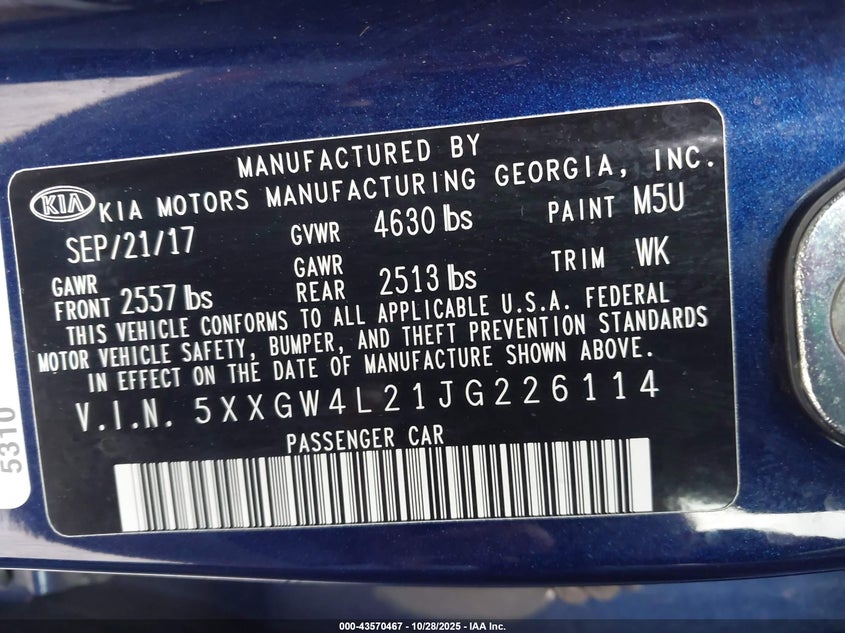 MANUFACTURED BY
KIA KIA MOTORS MANUFACTURING GEORGIA, INC.
SEP/21/17 GVWR 4630 lbs PAINT M5U
GAWR FRONT 2557 lbs GAWR REAR 2513 lbs TRIM WK
THIS VEHICLE CONFORMS TO ALL APPLICABLE U.S.A. FEDERAL
MOTOR VEHICLE SAFETY, BUMPER, AND THEFT PREVENTION STANDARDS
IN EFFECT ON THE DATE OF MANUFACTURE SHOWN ABOVE.
V.I.N. 5XXGW4L21JG226114
PASSENGER CAR
5310
000-43570467 - 10/28/2025 - IAA Inc.